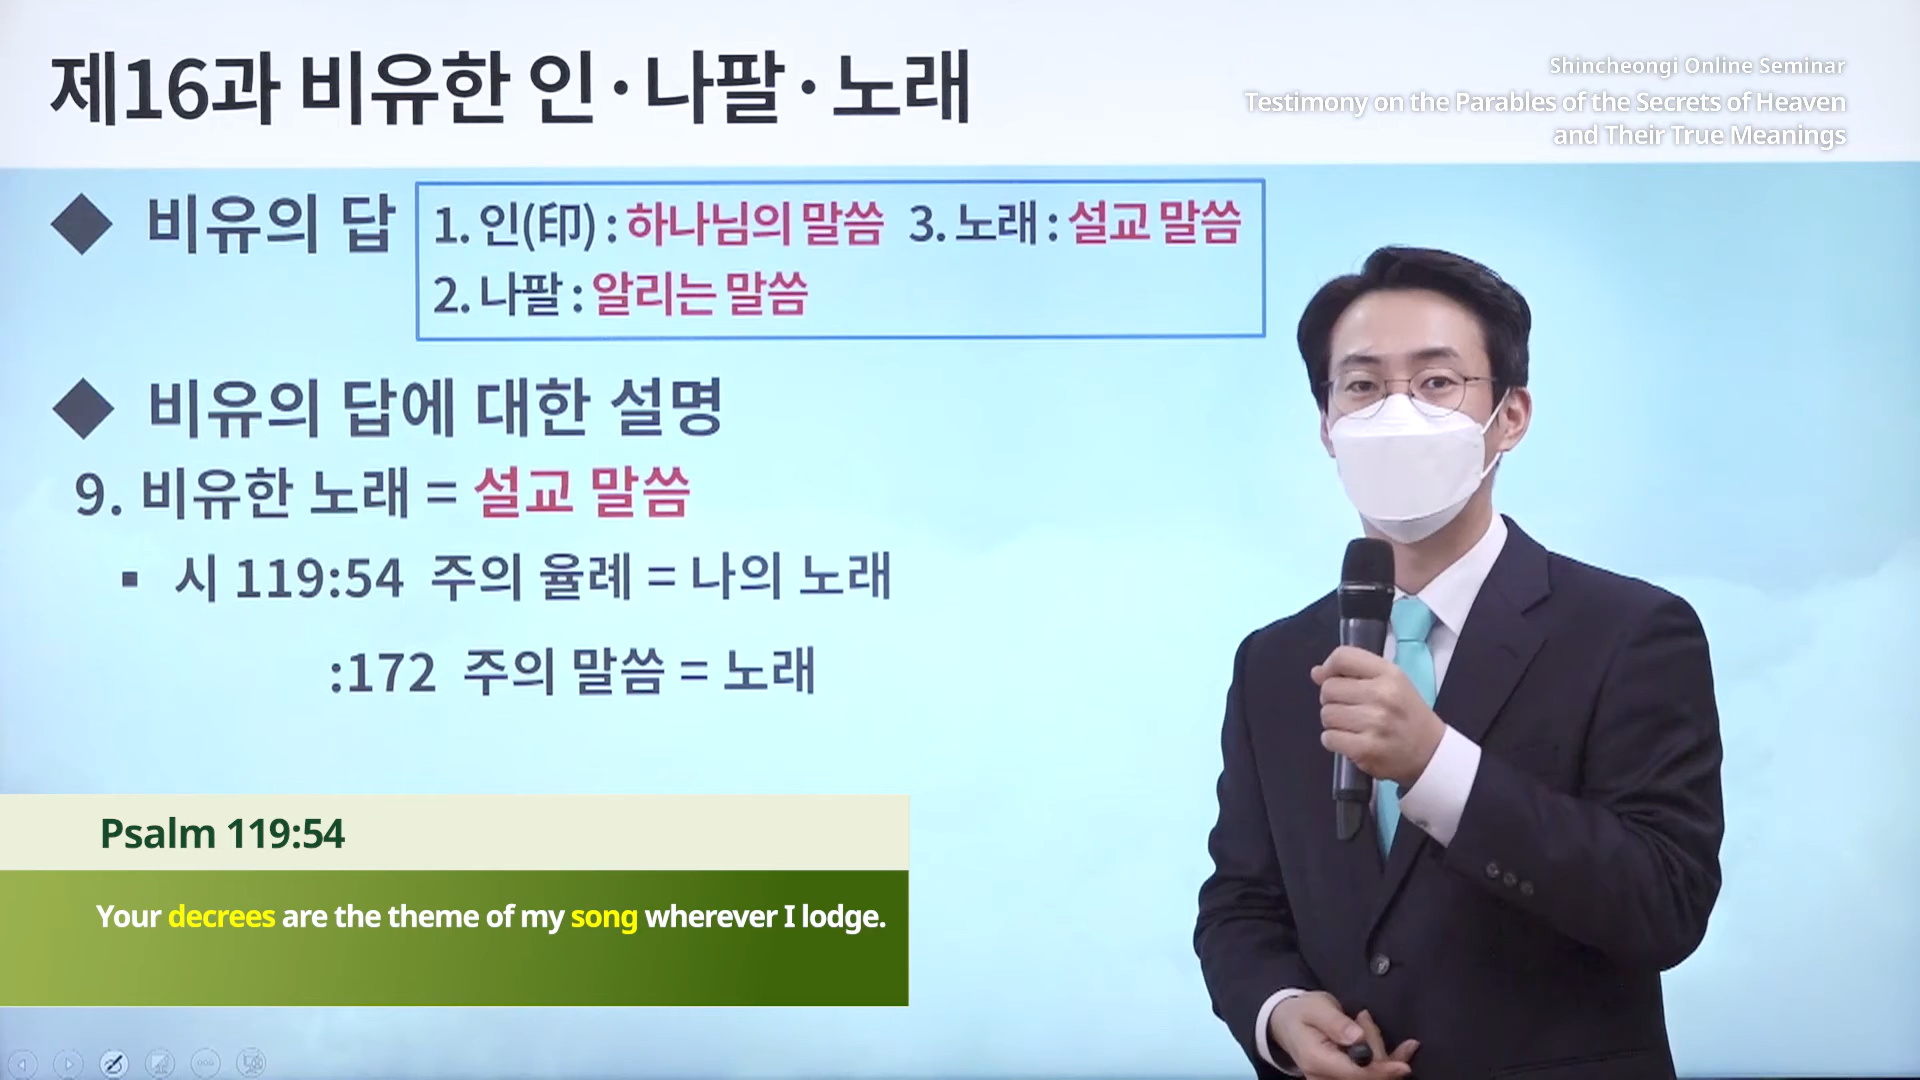 제16과 비유한 인·나팔·노래
Shincheongi Online Seminar
Testimony on the Parables of the Secrets of Heaven
and Their True Meanings
◆ 비유의 답
1. 인(印) : 하나님의 말씀 3. 노래 : 설교 말씀
2. 나팔 : 알리는 말씀
◆ 비유의 답에 대한 설명
9. 비유한 노래 = 설교 말씀
▪ 시 119:54 주의 율례 = 나의 노래
:172 주의 말씀 = 노래
Psalm 119:54
Your decrees are the theme of my song wherever I lodge.